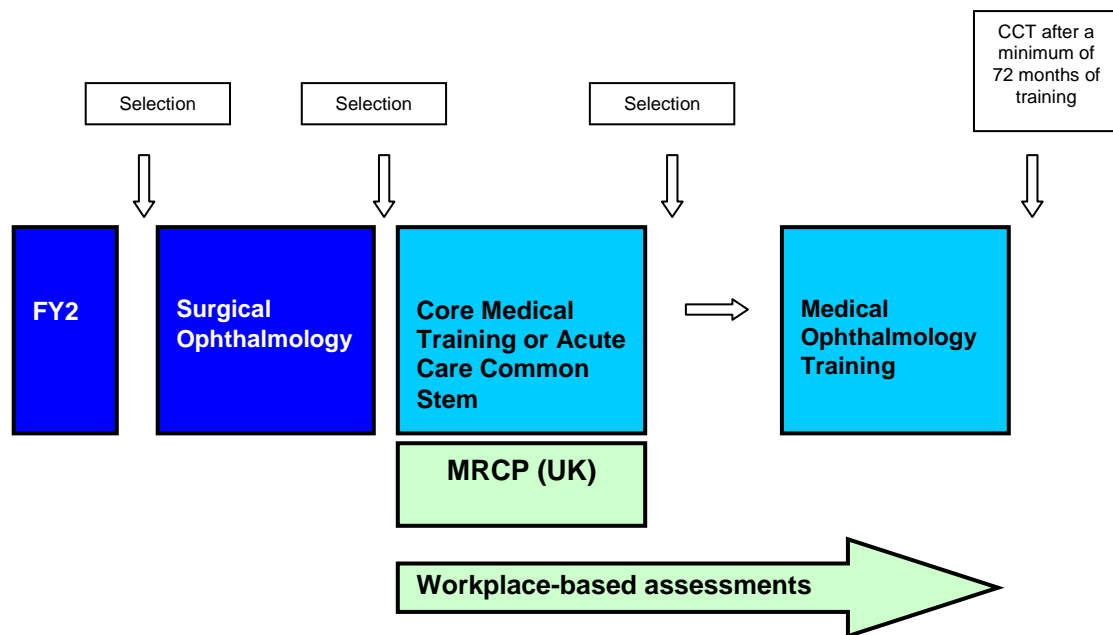 CCT after a
minimum of
72 months of
training
Selection
Selection
Selection
FY2
Surgical
Ophthalmology
Core Medical
Training or Acute
Care Common
Stem
Medical
Ophthalmology
Training
MRCP (UK)
Workplace-based assessments